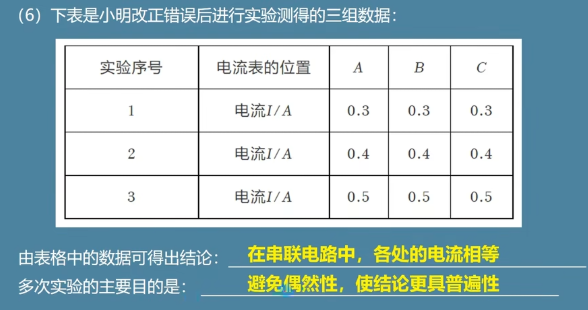 (6) 下表是小明改正错误后进行实验测得的三组数据：
实验序号 电流表的位置 A B C
1 电流I/A 0.3 0.3 0.3
2 电流I/A 0.4 0.4 0.4
3 电流I/A 0.5 0.5 0.5
由表格中的数据可得出结论： 在串联电路中，各处的电流相等
多次实验的主要目的是： 避免偶然性，使结论更具普遍性